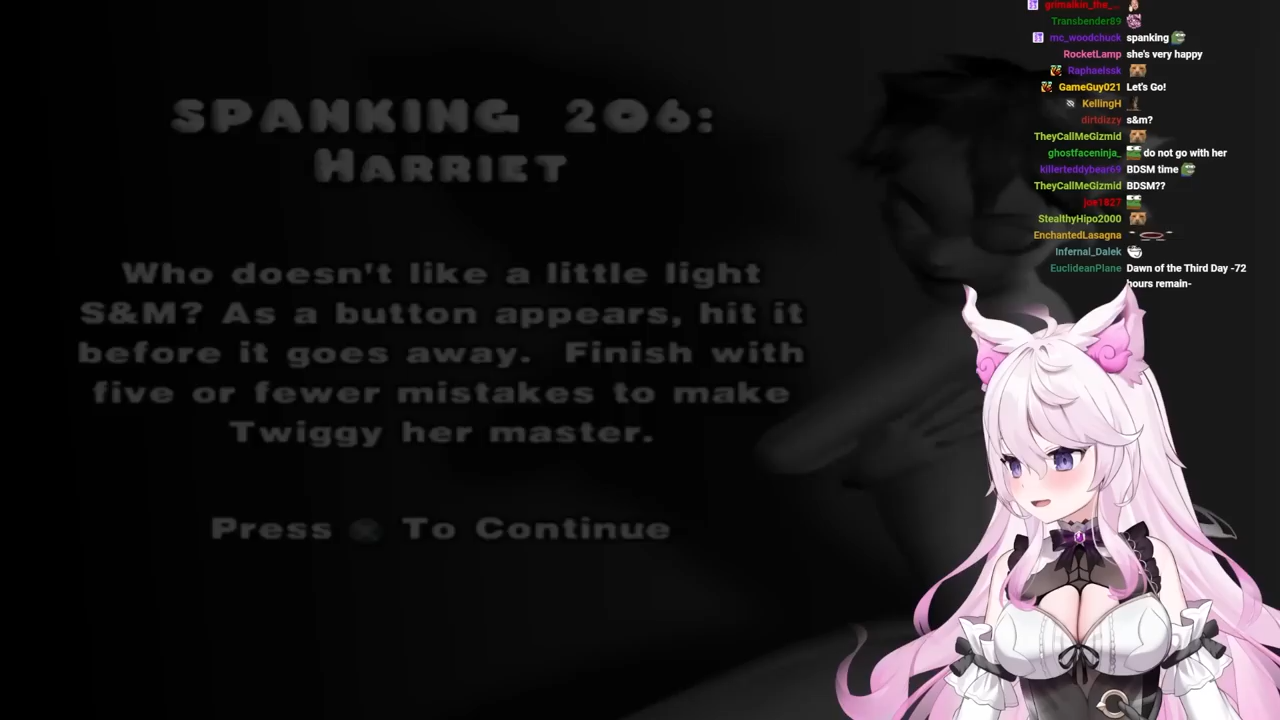 SPANKING 206:
HARRIET
Who doesn't like a little light
S&M? As a button appears, hit it
before it goes away. Finish with
five or fewer mistakes to make
Twiggy her master.
Press To Continue
grimalkin_the_...
Transbender89
mc_woodchuck spanking
RocketLamp she's very happy
Raphaelssk
GameGuy021 Let's Go!
KellingH
dirtdizzy s&m?
TheyCallMeGizmid
ghostfaceninja_ do not go with her
killerteddybear69 BDSM time
TheyCallMeGizmid BDSM??
joe1827
StealthyHipo2000
EnchantedLasagna
Infernal_Dalek
EuclideanPlane Dawn of the Third Day -72
hours remain-